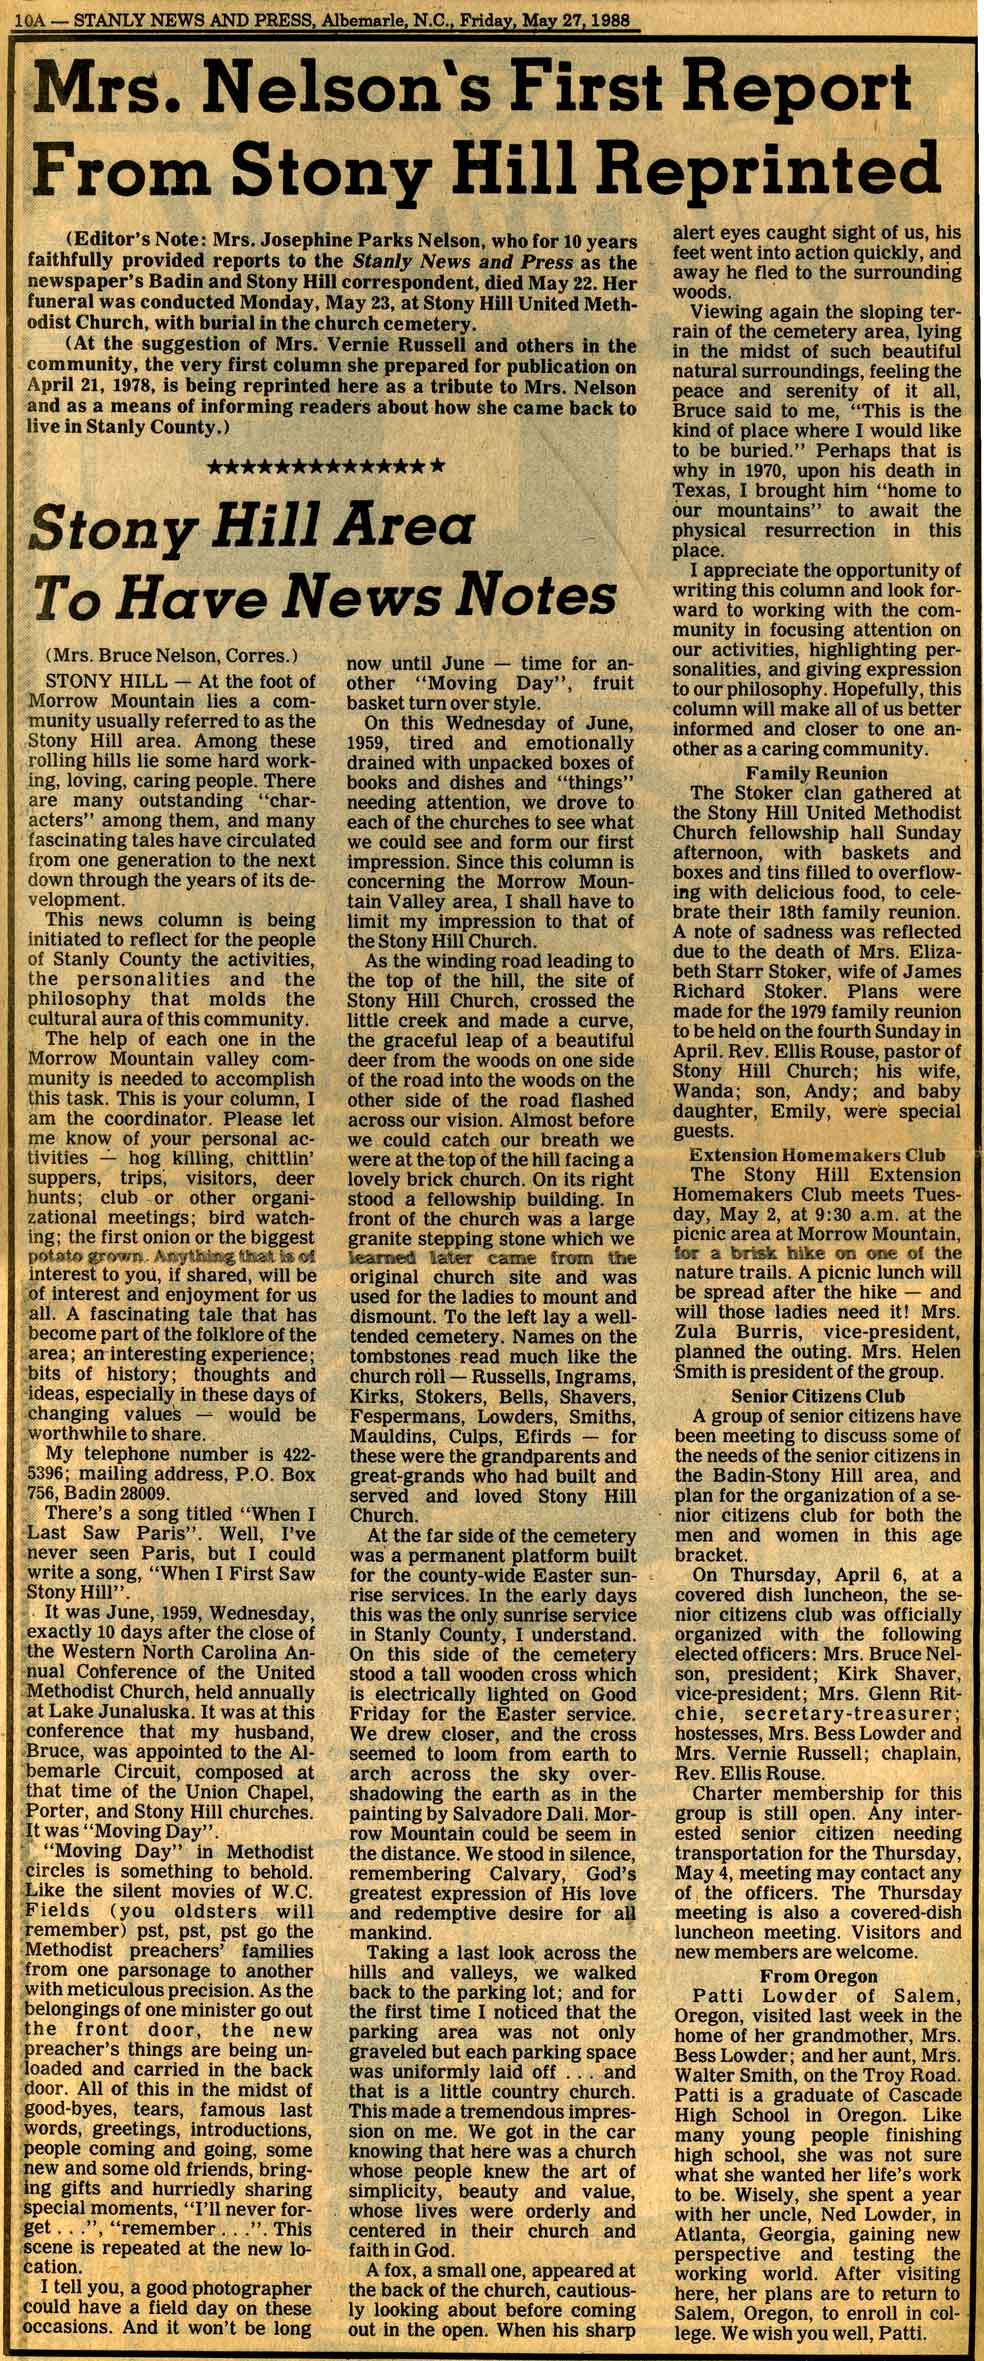 10A — STANLY NEWS AND PRESS, Albemarle, N.C., Friday, May 27, 1988
Mrs. Nelson's First Report
From Stony Hill Reprinted
(Editor's Note: Mrs. Josephine Parks Nelson, who for 10 years
faithfully provided reports to the Stanly News and Press as the
newspaper's Badin and Stony Hill correspondent, died May 22. Her
funeral was conducted Monday, May 23, at Stony Hill United Meth-
odist Church, with burial in the church cemetery.
(At the suggestion of Mrs. Vernie Russell and others in the
community, the very first column she prepared for publication on
April 21, 1978, is being reprinted here as a tribute to Mrs. Nelson
and as a means of informing readers about how she came back to
live in Stanly County.)
★★★★★★★★★★★★★★
Stony Hill Area
To Have News Notes
(Mrs. Bruce Nelson, Corres.)
STONY HILL — At the foot of
Morrow Mountain lies a com-
munity usually referred to as the
Stony Hill area. Among these
rolling hills lie some hard work-
ing, loving, caring people. There
are many outstanding "char-
acters" among them, and many
fascinating tales have circulated
from one generation to the next
down through the years of its de-
velopment.
This news column is being
initiated to reflect for the people
of Stanly County the activities,
the personalities and the
philosophy that molds the
cultural aura of this community.
The help of each one in the
Morrow Mountain valley com-
munity is needed to accomplish
this task. This is your column, I
am the coordinator. Please let
me know of your personal ac-
tivities — hog killing, chittlin'
suppers, trips, visitors, deer
hunts; club or other organi-
zational meetings; bird watch-
ing; the first onion or the biggest
potato grown. Anything that is of
interest to you, if shared, will be
of interest and enjoyment for us
all. A fascinating tale that has
become part of the folklore of the
area; an interesting experience;
bits of history; thoughts and
ideas, especially in these days of
changing values — would be
worthwhile to share.
My telephone number is 422-
5396; mailing address, P.O. Box
756, Badin 28009.
There's a song titled "When I
Last Saw Paris". Well, I've
never seen Paris, but I could
write a song, "When I First Saw
Stony Hill".
It was June, 1959, Wednesday,
exactly 10 days after the close of
the Western North Carolina An-
nual Conference of the United
Methodist Church, held annually
at Lake Junaluska. It was at this
conference that my husband,
Bruce, was appointed to the Al-
bemarle Circuit, composed at
that time of the Union Chapel,
Porter, and Stony Hill churches.
It was "Moving Day".
"Moving Day" in Methodist
circles is something to behold.
Like the silent movies of W.C.
Fields (you oldsters will
remember) pst, pst, pst go the
Methodist preachers' families
from one parsonage to another
with meticulous precision. As the
belongings of one minister go out
the front door, the new
preacher's things are being un-
loaded and carried in the back
door. All of this in the midst of
good-byes, tears, famous last
words, greetings, introductions,
people coming and going, some
new and some old friends, bring-
ing gifts and hurriedly sharing
special moments, "I'll never for-
get . . .", "remember . . .". This
scene is repeated at the new lo-
cation.
I tell you, a good photographer
could have a field day on these
occasions. And it won't be long
now until June — time for an-
other "Moving Day", fruit
basket turn over style.
On this Wednesday of June,
1959, tired and emotionally
drained with unpacked boxes of
books and dishes and "things"
needing attention, we drove to
each of the churches to see what
we could see and form our first
impression. Since this column is
concerning the Morrow Moun-
tain Valley area, I shall have to
limit my impression to that of
the Stony Hill Church.
As the winding road leading to
the top of the hill, the site of
Stony Hill Church, crossed the
little creek and made a curve,
the graceful leap of a beautiful
deer from the woods on one side
of the road into the woods on the
other side of the road flashed
across our vision. Almost before
we could catch our breath we
were at the top of the hill facing a
lovely brick church. On its right
stood a fellowship building. In
front of the church was a large
granite stepping stone which we
learned later came from the
original church site and was
used for the ladies to mount and
dismount. To the left lay a well-
tended cemetery. Names on the
tombstones read much like the
church roll — Russells, Ingrams,
Kirks, Stokers, Bells, Shavers,
Fespermans, Lowders, Smiths,
Mauldins, Culps, Efirds — for
these were the grandparents and
great-grands who had built and
served and loved Stony Hill
Church.
At the far side of the cemetery
was a permanent platform built
for the county-wide Easter sun-
rise services. In the early days
this was the only sunrise service
in Stanly County, I understand.
On this side of the cemetery
stood a tall wooden cross which
is electrically lighted on Good
Friday for the Easter service.
We drew closer, and the cross
seemed to loom from earth to
arch across the sky over-
shadowing the earth as in the
painting by Salvadore Dali. Mor-
row Mountain could be seem in
the distance. We stood in silence,
remembering Calvary, God's
greatest expression of His love
and redemptive desire for all
mankind.
Taking a last look across the
hills and valleys, we walked
back to the parking lot; and for
the first time I noticed that the
parking area was not only
graveled but each parking space
was uniformly laid off . . . and
that is a little country church.
This made a tremendous impres-
sion on me. We got in the car
knowing that here was a church
whose people knew the art of
simplicity, beauty and value,
whose lives were orderly and
centered in their church and
faith in God.
A fox, a small one, appeared at
the back of the church, cautious-
ly looking about before coming
out in the open. When his sharp
alert eyes caught sight of us, his
feet went into action quickly, and
away he fled to the surrounding
woods.
Viewing again the sloping ter-
rain of the cemetery area, lying
in the midst of such beautiful
natural surroundings, feeling the
peace and serenity of it all,
Bruce said to me, "This is the
kind of place where I would like
to be buried." Perhaps that is
why in 1970, upon his death in
Texas, I brought him "home to
our mountains" to await the
physical resurrection in this
place.
I appreciate the opportunity of
writing this column and look for-
ward to working with the com-
munity in focusing attention on
our activities, highlighting per-
sonalities, and giving expression
to our philosophy. Hopefully, this
column will make all of us better
informed and closer to one an-
other as a caring community.
Family Reunion
The Stoker clan gathered at
the Stony Hill United Methodist
Church fellowship hall Sunday
afternoon, with baskets and
boxes and tins filled to overflow-
ing with delicious food, to cele-
brate their 18th family reunion.
A note of sadness was reflected
due to the death of Mrs. Eliza-
beth Starr Stoker, wife of James
Richard Stoker. Plans were
made for the 1979 family reunion
to be held on the fourth Sunday in
April. Rev. Ellis Rouse, pastor of
Stony Hill Church; his wife,
Wanda; son, Andy; and baby
daughter, Emily, were special
guests.
Extension Homemakers Club
The Stony Hill Extension
Homemakers Club meets Tues-
day, May 2, at 9:30 a.m. at the
picnic area at Morrow Mountain,
for a brisk hike on one of the
nature trails. A picnic lunch will
be spread after the hike — and
will those ladies need it! Mrs.
Zula Burris, vice-president,
planned the outing. Mrs. Helen
Smith is president of the group.
Senior Citizens Club
A group of senior citizens have
been meeting to discuss some of
the needs of the senior citizens in
the Badin-Stony Hill area, and
plan for the organization of a se-
nior citizens club for both the
men and women in this age
bracket.
On Thursday, April 6, at a
covered dish luncheon, the se-
nior citizens club was officially
organized with the following
elected officers: Mrs. Bruce Nel-
son, president; Kirk Shaver,
vice-president; Mrs. Glenn Rit-
chie, secretary-treasurer;
hostesses, Mrs. Bess Lowder and
Mrs. Vernie Russell; chaplain,
Rev. Ellis Rouse.
Charter membership for this
group is still open. Any inter-
ested senior citizen needing
transportation for the Thursday,
May 4, meeting may contact any
of the officers. The Thursday
meeting is also a covered-dish
luncheon meeting. Visitors and
new members are welcome.
From Oregon
Patti Lowder of Salem,
Oregon, visited last week in the
home of her grandmother, Mrs.
Bess Lowder; and her aunt, Mrs.
Walter Smith, on the Troy Road.
Patti is a graduate of Cascade
High School in Oregon. Like
many young people finishing
high school, she was not sure
what she wanted her life's work
to be. Wisely, she spent a year
with her uncle, Ned Lowder, in
Atlanta, Georgia, gaining new
perspective and testing the
working world. After visiting
here, her plans are to return to
Salem, Oregon, to enroll in col-
lege. We wish you well, Patti.